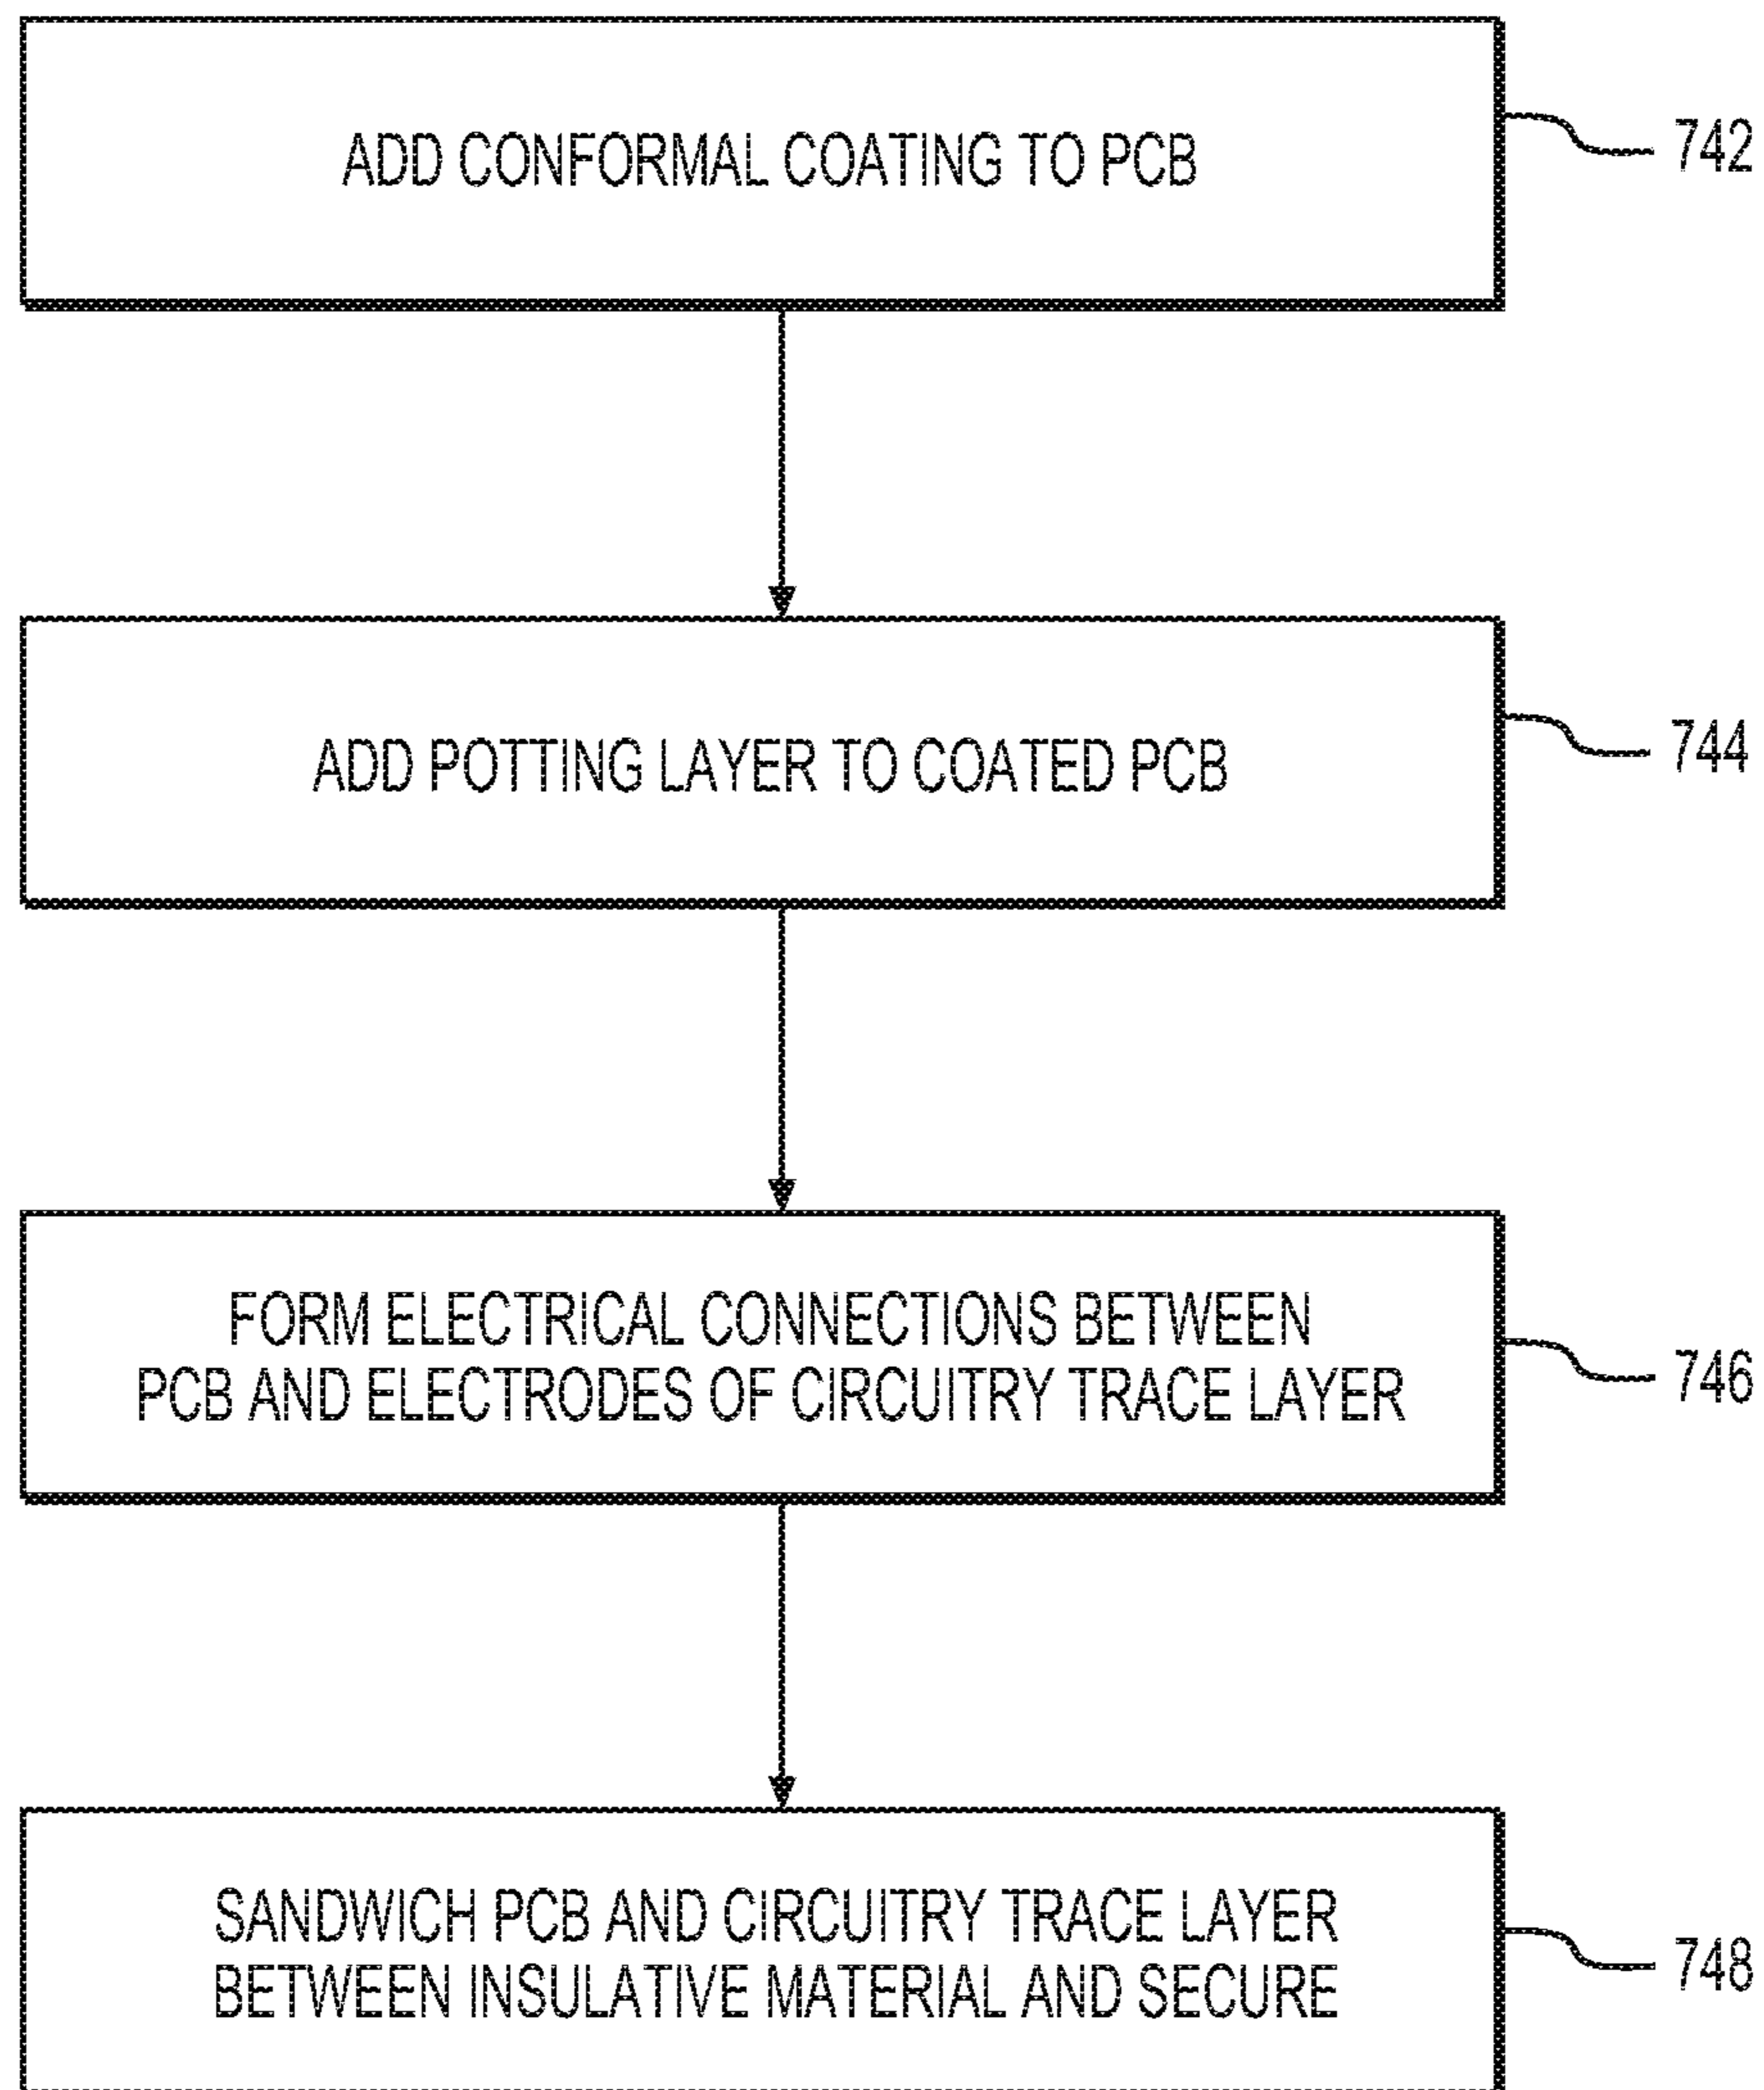 ADD CONFORMAL COATING TO PCB
742
ADD POTTING LAYER TO COATED PCB
744
FORM ELECTRICAL CONNECTIONS BETWEEN
PCB AND ELECTRODES OF CIRCUITRY TRACE LAYER
746
SANDWICH PCB AND CIRCUITRY TRACE LAYER
BETWEEN INSULATIVE MATERIAL AND SECURE
748